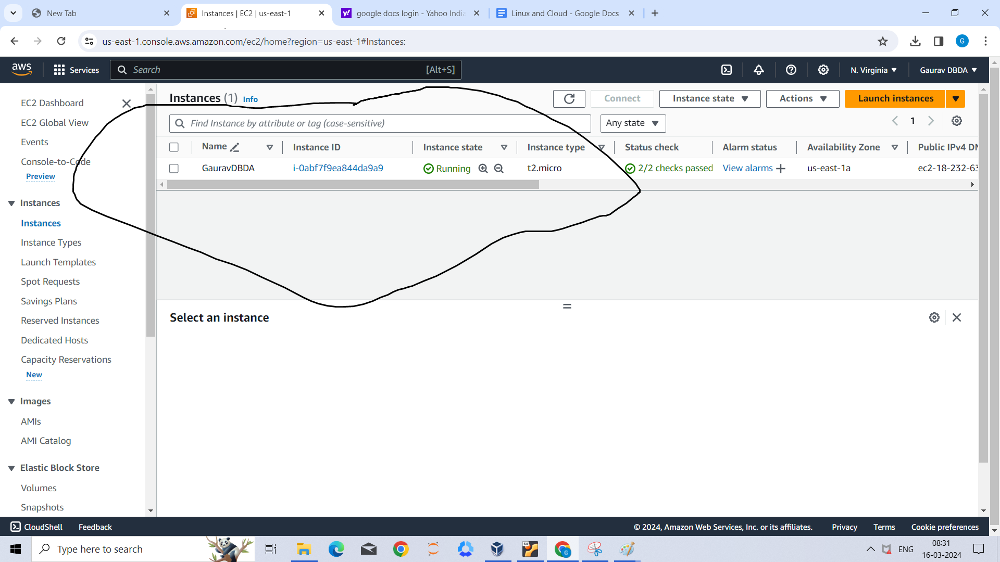 New Tab
Instances | EC2 | us-east-1
google docs login - Yahoo India
Linux and Cloud - Google Docs
us-east-1.console.aws.amazon.com/ec2/home?region=us-east-1#Instances:
G
aws
Services
Search
[Alt+S]
N. Virginia
Gaurav DBDA
EC2 Dashboard
EC2 Global View
Events
Console-to-Code
Preview
Instances
Instances
Instance Types
Launch Templates
Spot Requests
Savings Plans
Reserved Instances
Dedicated Hosts
Capacity Reservations
New
Images
AMIs
AMI Catalog
Elastic Block Store
Volumes
Snapshots
Instances (1) Info
Connect
Instance state
Actions
Launch instances
Find Instance by attribute or tag (case-sensitive)
Any state
1
Name Instance ID Instance state Instance type Status check Alarm status Availability Zone Public IPv4 DN
GauravDBDA i-0abf7f9ea844da9a9 Running t2.micro 2/2 checks passed View alarms us-east-1a ec2-18-232-63
Select an instance
CloudShell
Feedback
© 2024, Amazon Web Services, Inc. or its affiliates.
Privacy
Terms
Cookie preferences
Type here to search
64
G
ENG
08:31
16-03-2024